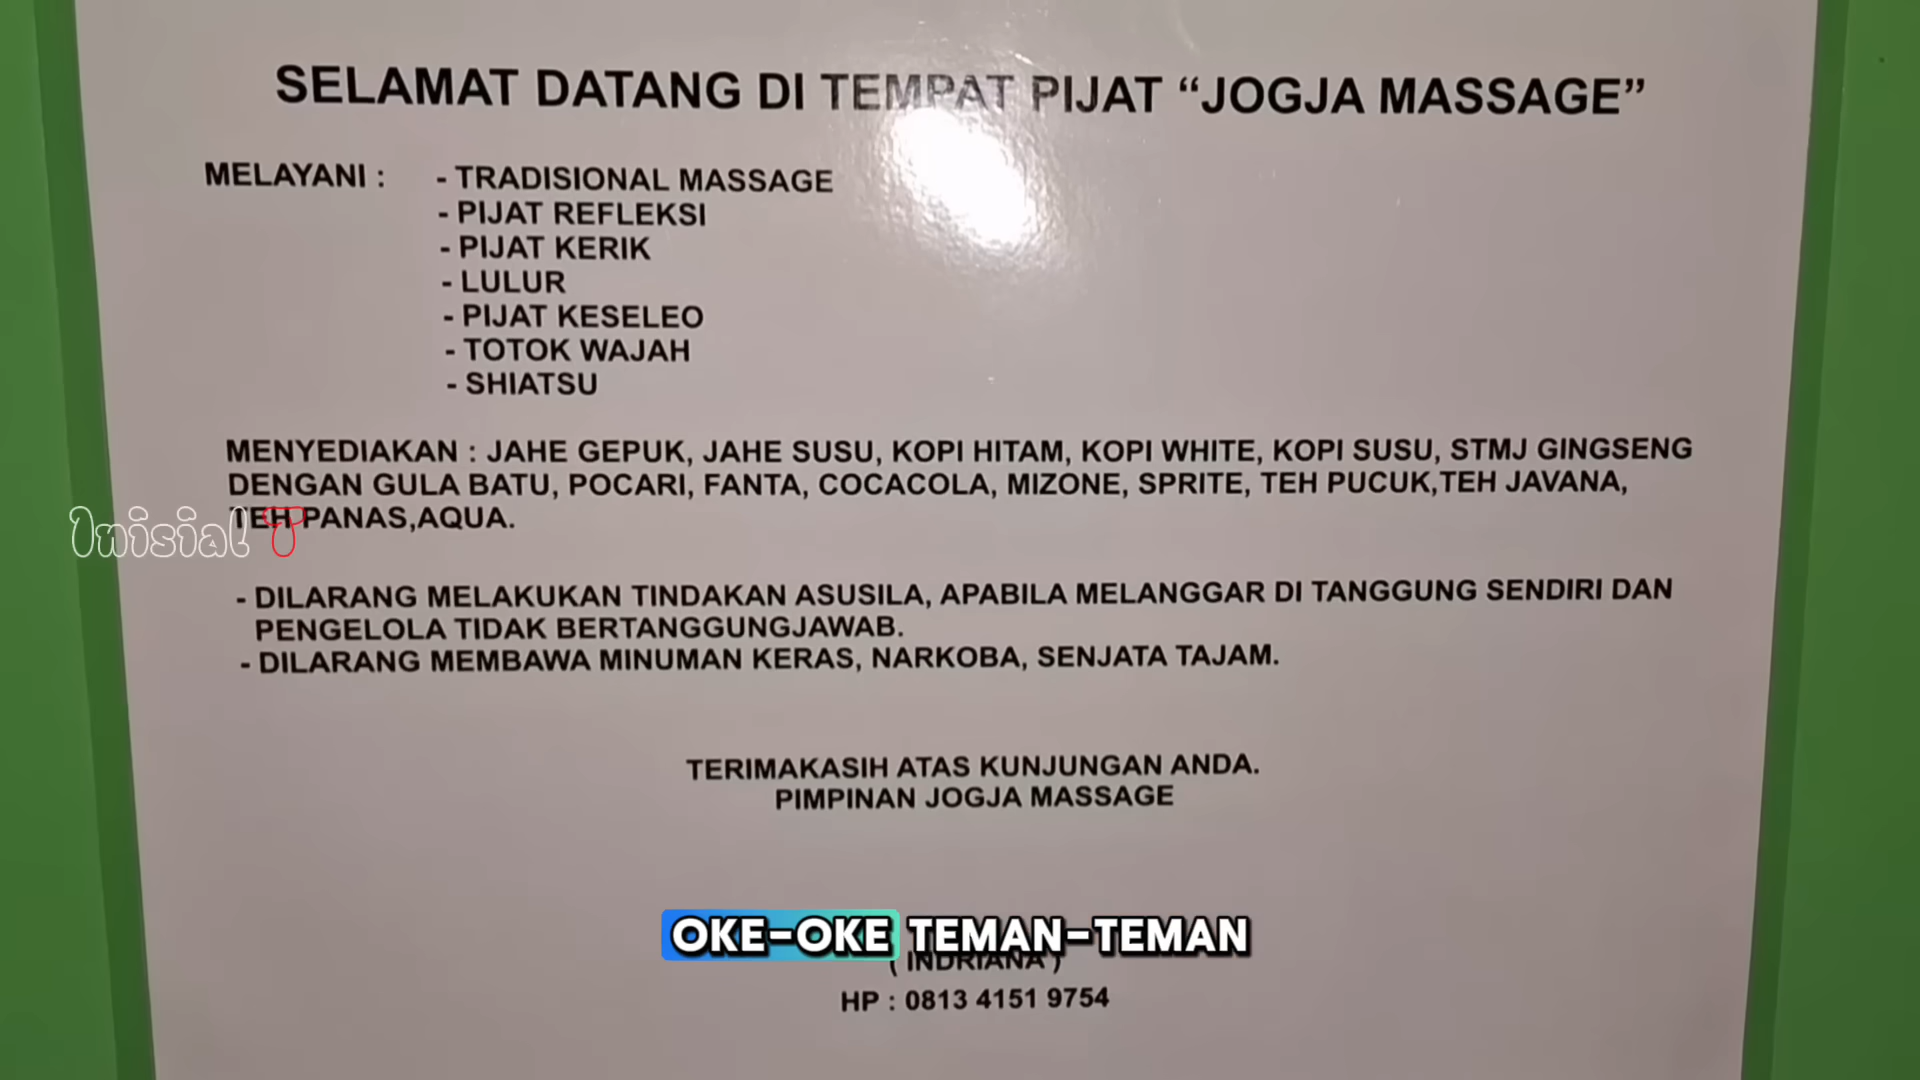 SELAMAT DATANG DI TEMPAT PIJAT “JOGJA MASSAGE”
MELAYANI : - TRADISIONAL MASSAGE
- PIJAT REFLEKSI
- PIJAT KERIK
- LULUR
- PIJAT KESELEO
- TOTOK WAJAH
- SHIATSU
MENYEDIAKAN : JAHE GEPUK, JAHE SUSU, KOPI HITAM, KOPI WHITE, KOPI SUSU, STMJ GINGSENG
DENGAN GULA BATU, POCARI, FANTA, COCACOLA, MIZONE, SPRITE, TEH PUCUK,TEH JAVANA,
TEH PANAS,AQUA.
Inisial T
- DILARANG MELAKUKAN TINDAKAN ASUSILA, APABILA MELANGGAR DI TANGGUNG SENDIRI DAN
PENGELOLA TIDAK BERTANGGUNGJAWAB.
- DILARANG MEMBAWA MINUMAN KERAS, NARKOBA, SENJATA TAJAM.
TERIMAKASIH ATAS KUNJUNGAN ANDA.
PIMPINAN JOGJA MASSAGE
OKE-OKE TEMAN-TEMAN
( INDRIANA )
HP : 0813 4151 9754